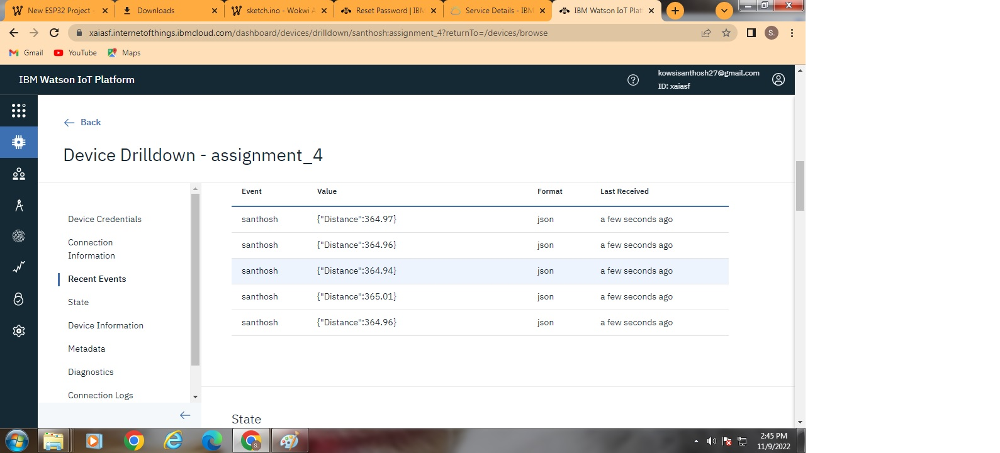 New ESP32 Project -
Downloads
sketch.ino - Wokwi A
Reset Password | IBM
Service Details - IBM
IBM Watson IoT Plat
xaiasf.internetofthings.ibmcloud.com/dashboard/devices/drilldown/santhosh:assignment_4?returnTo=/devices/browse
S.
Gmail
YouTube
Maps
IBM Watson IoT Platform
kowsisanthosh27@gmail.com
ID: xaiasf
Back
Device Drilldown - assignment_4
Device Credentials
Connection
Information
Recent Events
State
Device Information
Metadata
Diagnostics
Connection Logs
Event Value Format Last Received
santhosh {"Distance":364.97} json a few seconds ago
santhosh {"Distance":364.96} json a few seconds ago
santhosh {"Distance":364.94} json a few seconds ago
santhosh {"Distance":365.01} json a few seconds ago
santhosh {"Distance":364.96} json a few seconds ago
State
S.
2:45 PM
11/9/2022